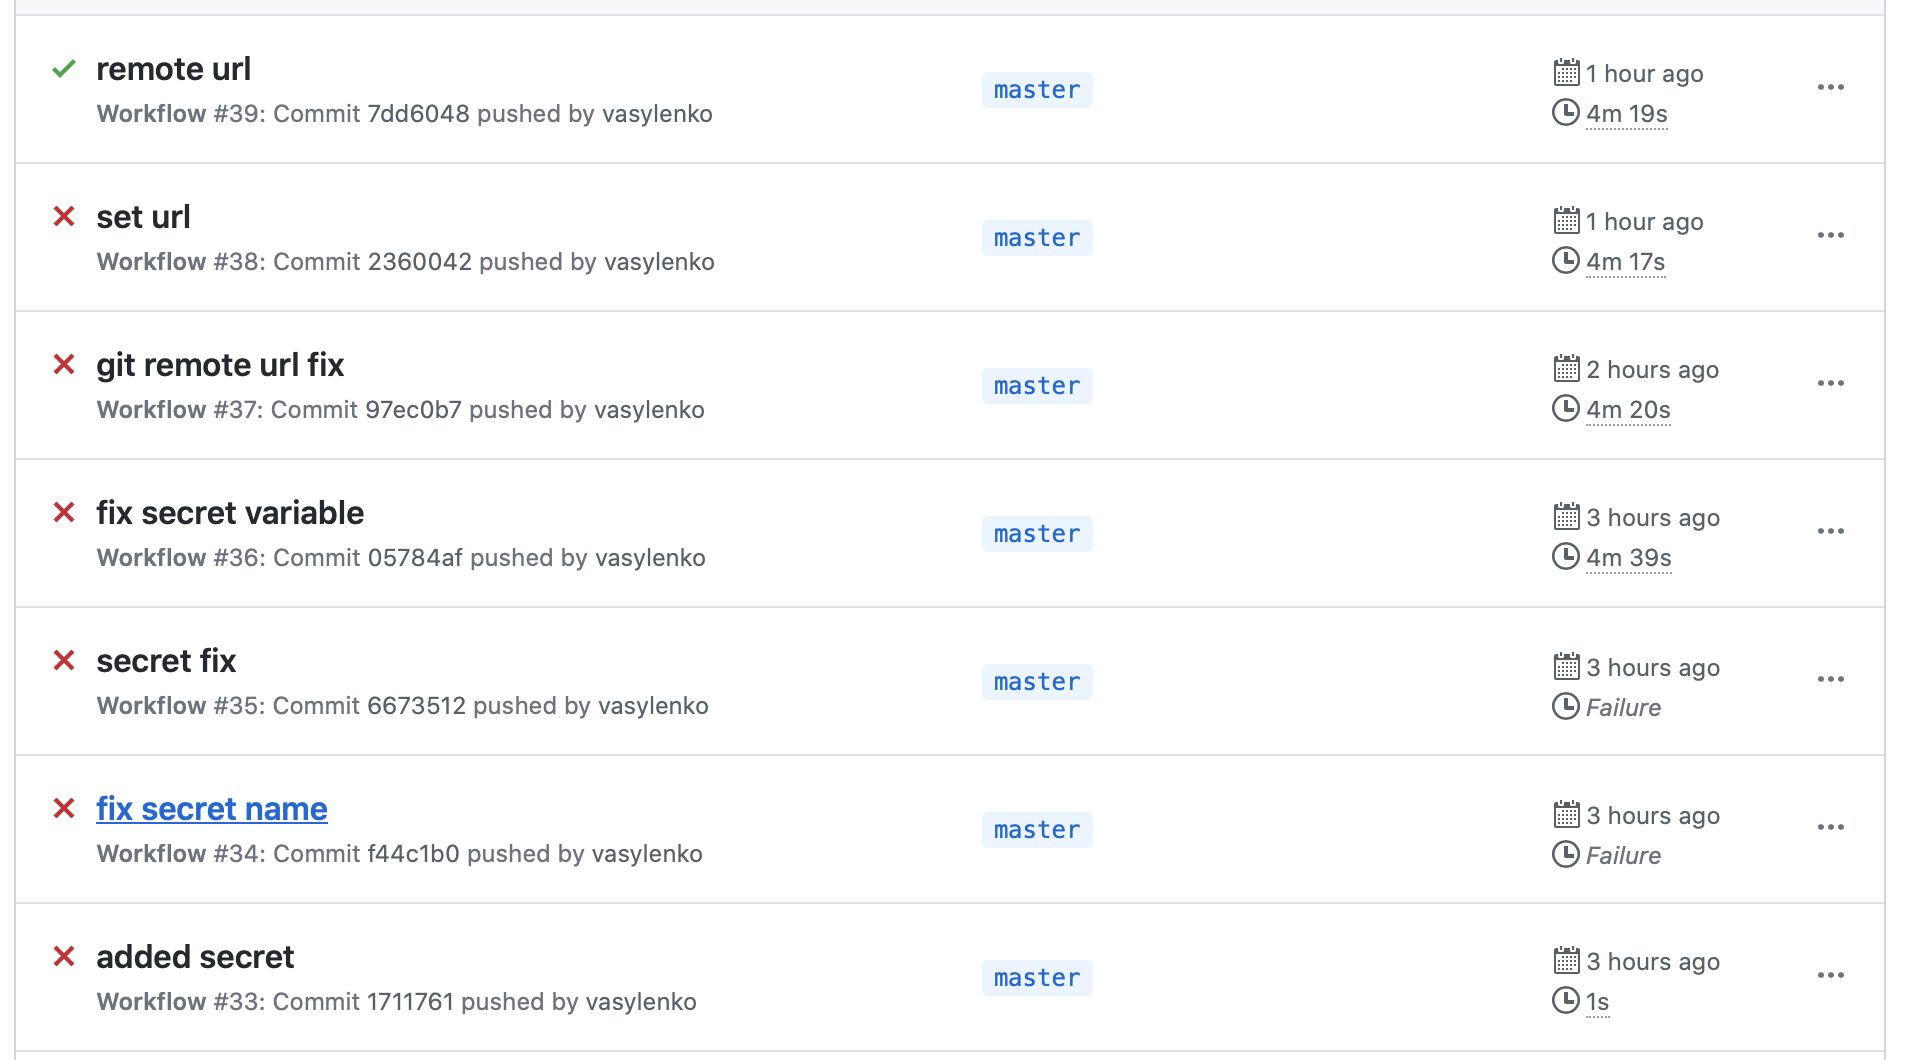 remote url
Workflow #39: Commit 7dd6048 pushed by vasylenko
master
1 hour ago
4m 19s
set url
Workflow #38: Commit 2360042 pushed by vasylenko
master
1 hour ago
4m 17s
git remote url fix
Workflow #37: Commit 97ec0b7 pushed by vasylenko
master
2 hours ago
4m 20s
fix secret variable
Workflow #36: Commit 05784af pushed by vasylenko
master
3 hours ago
4m 39s
secret fix
Workflow #35: Commit 6673512 pushed by vasylenko
master
3 hours ago
Failure
fix secret name
Workflow #34: Commit f44c1b0 pushed by vasylenko
master
3 hours ago
Failure
added secret
Workflow #33: Commit 1711761 pushed by vasylenko
master
3 hours ago
1s